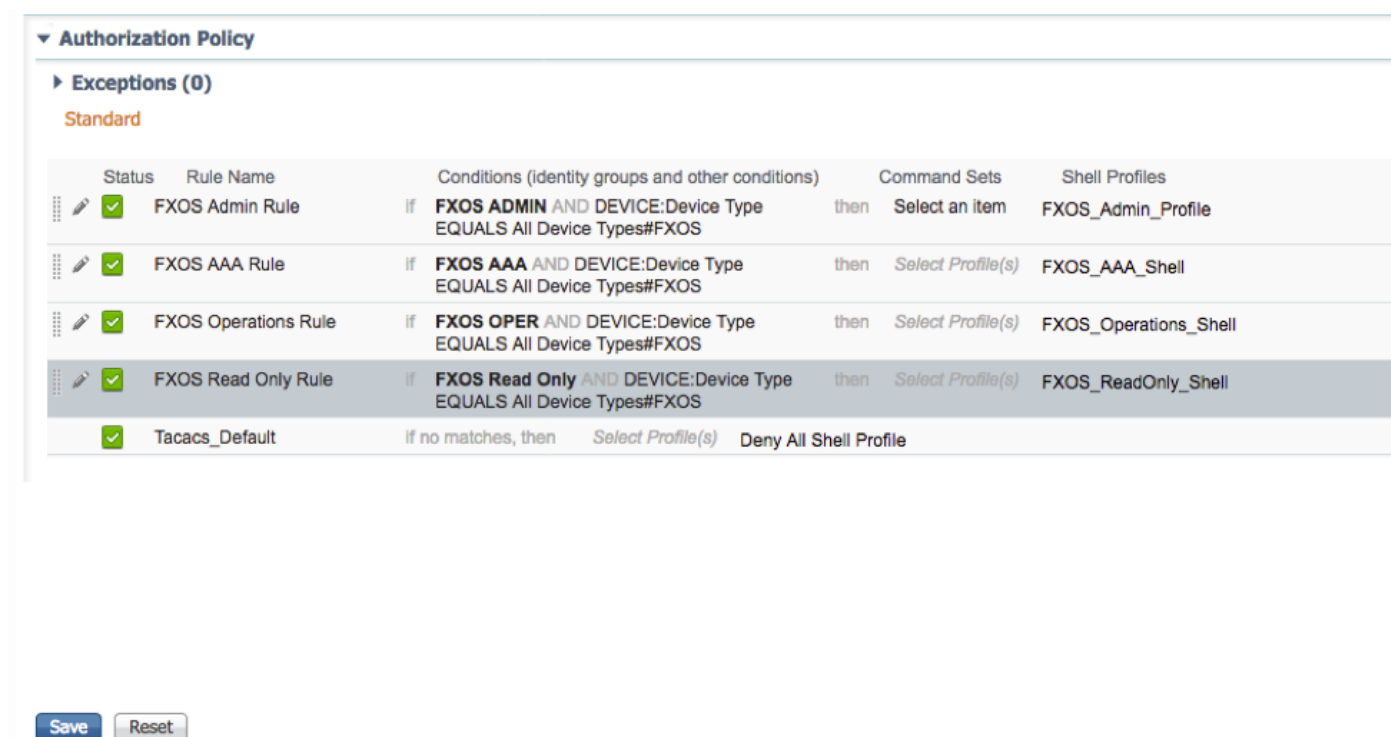 Authorization Policy
Exceptions (0)
Standard
Status Rule Name Conditions (identity groups and other conditions) Command Sets Shell Profiles
FXOS Admin Rule if FXOS ADMIN AND DEVICE:Device Type then Select an item FXOS_Admin_Profile
EQUALS All Device Types#FXOS
FXOS AAA Rule if FXOS AAA AND DEVICE:Device Type then Select Profile(s) FXOS_AAA_Shell
EQUALS All Device Types#FXOS
FXOS Operations Rule if FXOS OPER AND DEVICE:Device Type then Select Profile(s) FXOS_Operations_Shell
EQUALS All Device Types#FXOS
FXOS Read Only Rule if FXOS Read Only AND DEVICE:Device Type then Select Profile(s) FXOS_ReadOnly_Shell
EQUALS All Device Types#FXOS
Tacacs_Default if no matches, then Select Profile(s) Deny All Shell Profile
Save Reset